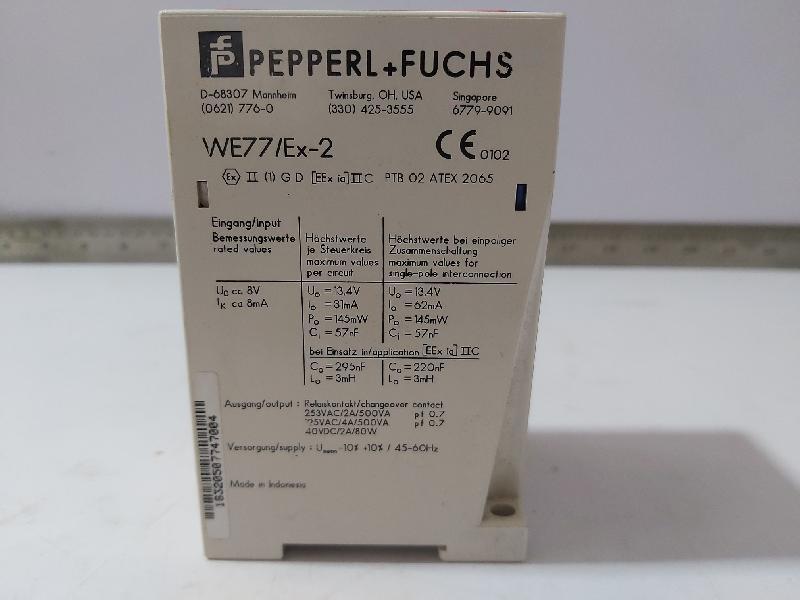 PEPPERL+FUCHS
D-68307 Mannheim Twinsburg, OH, USA Singapore
(0621) 776-0 (330) 425-3555 6779-9091
WE77/Ex-2 CE 0102
Ex II (1) G D [EEx ia] IIC PTB 02 ATEX 2065
Eingang/input
Bemessungswerte
rated values
Höchstwerte
je Steuerkreis
maximum values
per circuit
Höchstwerte bei einpoliger
Zusammenschaltung
maximum values for
single-pole interconnection
U₀ ca 8V
Iₖ ca 8mA
Uₒ = 13.4V
Iₒ = 31mA
Pₒ = 145mW
Cᵢ = 57nF
Uₒ = 13.4V
Iₒ = 62mA
Pₒ = 145mW
Cᵢ = 57nF
bei Einsatz in/application [EEx ia] IIC
Cₒ = 295nF Cₒ = 220nF
Lₒ = 3mH Lₒ = 3mH
Ausgang/output : Relaiskontakt/changeover contact
253VAC/2A/500VA pf 0.7
125VAC/4A/500VA pf 0.7
40VDC/2A/80W
Versorgung/supply : Unom -10% +10% / 45-60Hz
Made in Indonesia
16320507747004